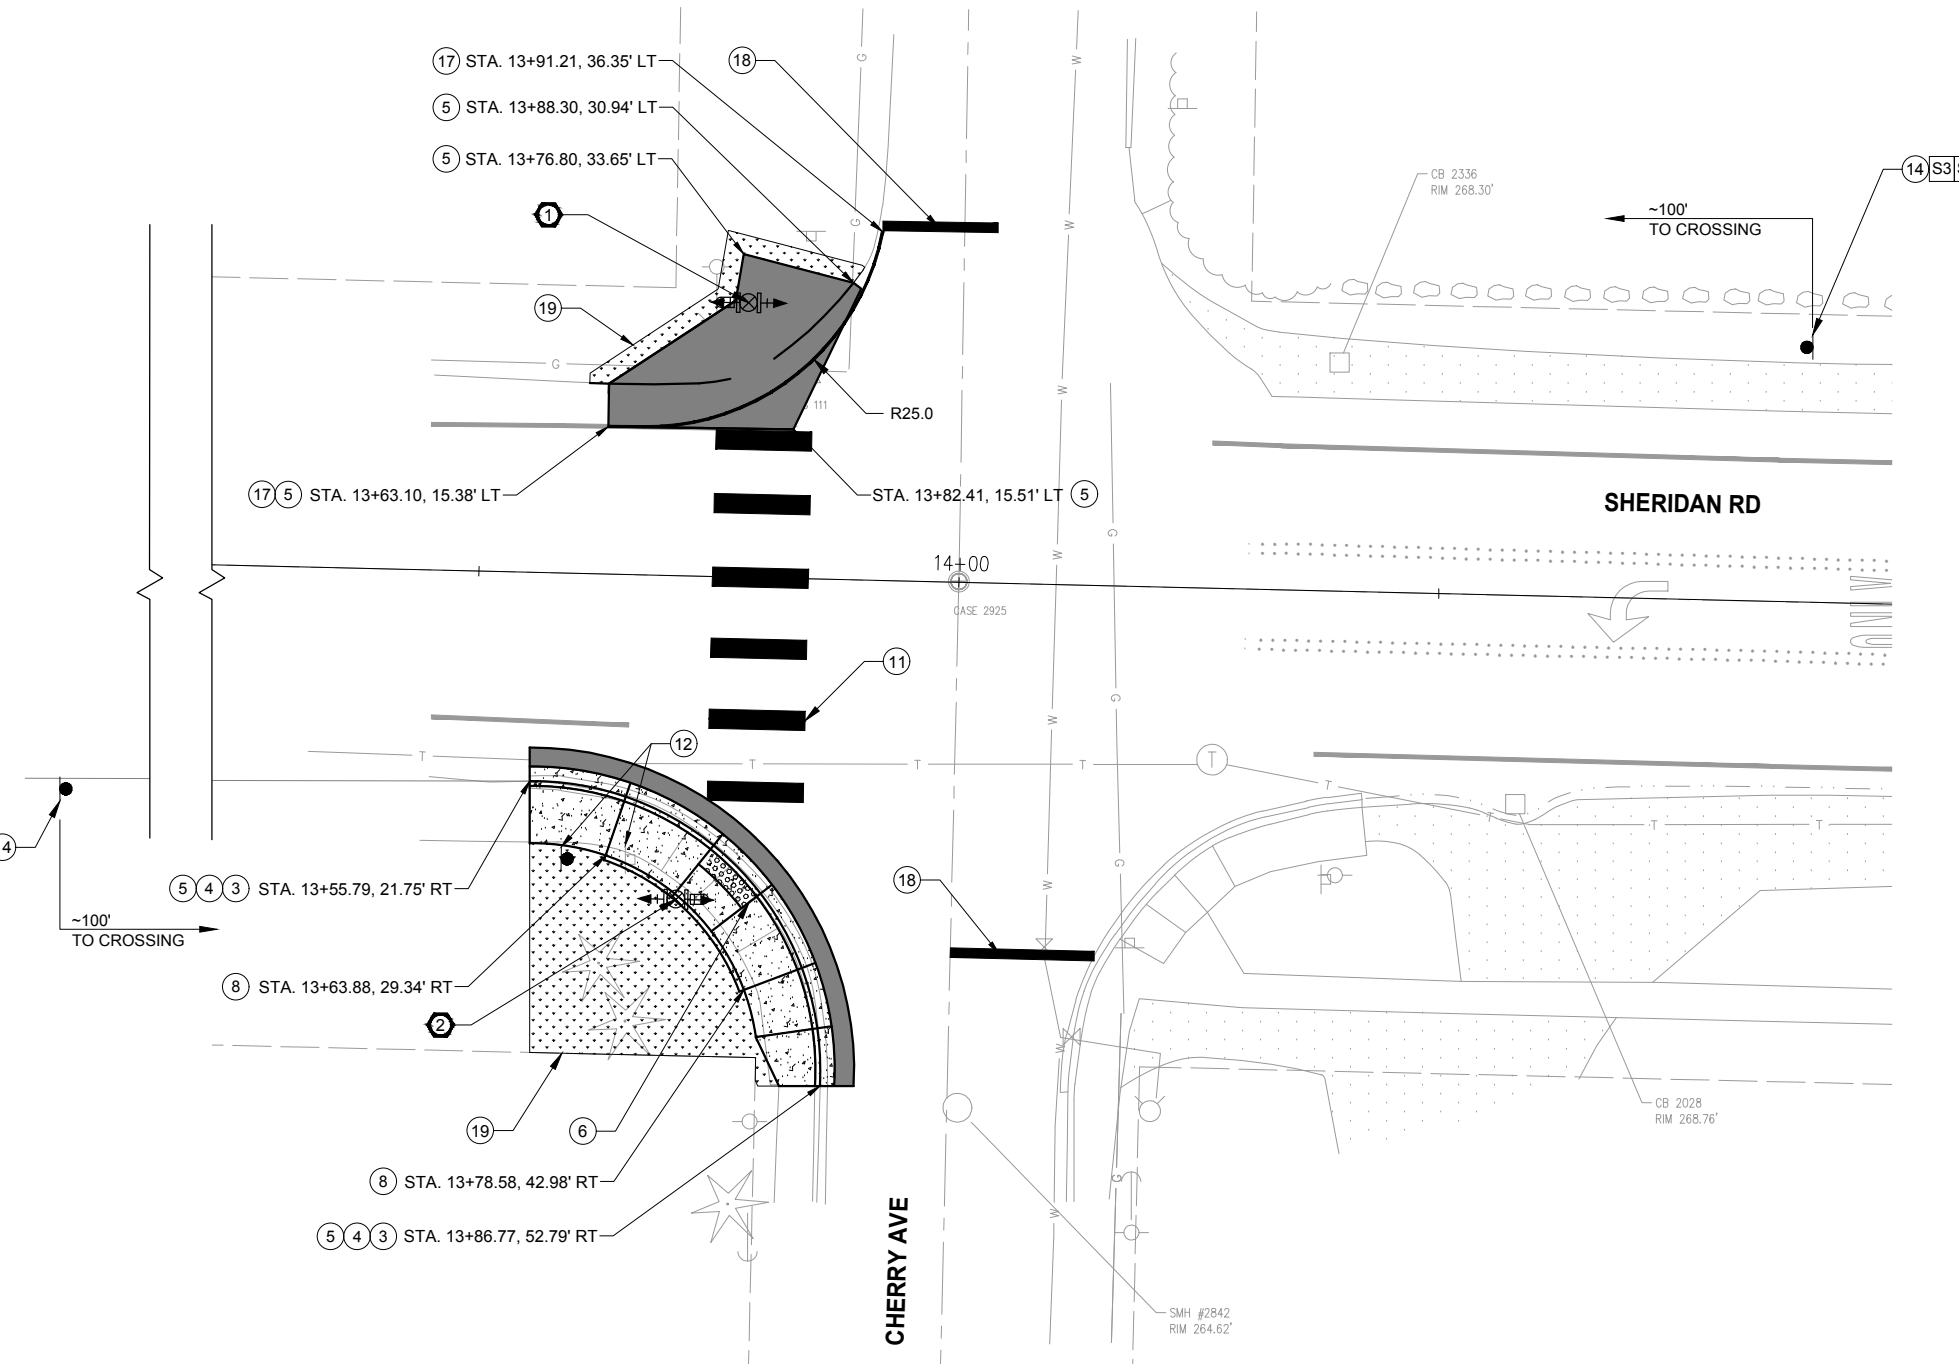 17 STA. 13+91.21, 36.35' LT
18
5 STA. 13+88.30, 30.94' LT
5 STA. 13+76.80, 33.65' LT
14 S3
CB 2336
RIM 268.30'
~100'
TO CROSSING
1
G
W
G
W
19
G
W
W
111
R25.0
17 5 STA. 13+63.10, 15.38' LT
STA. 13+82.41, 15.51' LT 5
SHERIDAN RD
G
W
14+00
CASE 2925
11
G
W
12
T
T
T
T
T
T
T
T
T
T
4
5 4 3 STA. 13+55.79, 21.75' RT
18
G
W
~100'
TO CROSSING
8 STA. 13+63.88, 29.34' RT
2
W
19
6
CB 2028
RIM 268.76'
8 STA. 13+78.58, 42.98' RT
G
W
5 4 3 STA. 13+86.77, 52.79' RT
CHERRY AVE
SMH #2842
RIM 264.62'